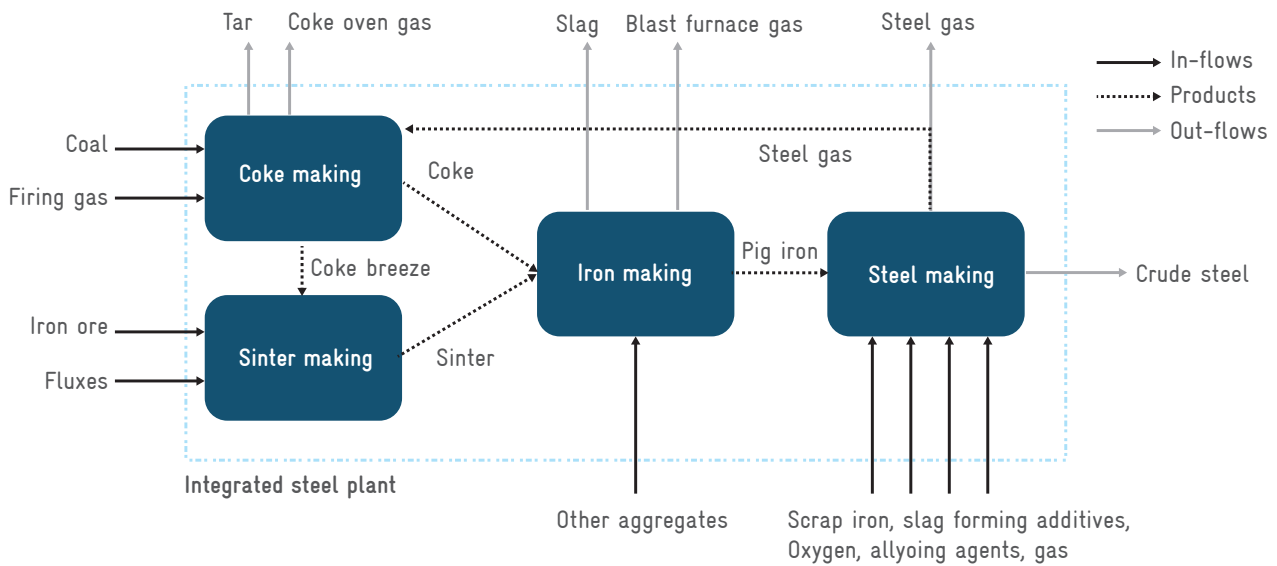 Tar
Coke oven gas
Slag
Blast furnace gas
Steel gas
In-flows
Products
Out-flows
Coal
Firing gas
Coke making
Coke
Steel gas
Coke breeze
Iron making
Pig iron
Steel making
Crude steel
Iron ore
Fluxes
Sinter making
Sinter
Integrated steel plant
Other aggregates
Scrap iron, slag forming additives,
Oxygen, allyoing agents, gas